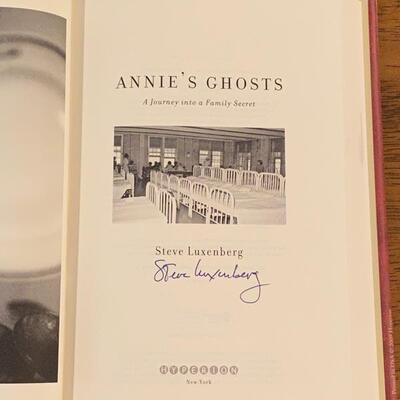 ANNIE'S GHOSTS
A Journey into a Family Secret
Steve Luxenberg
Steve Luxenberg
HYPERION
New York